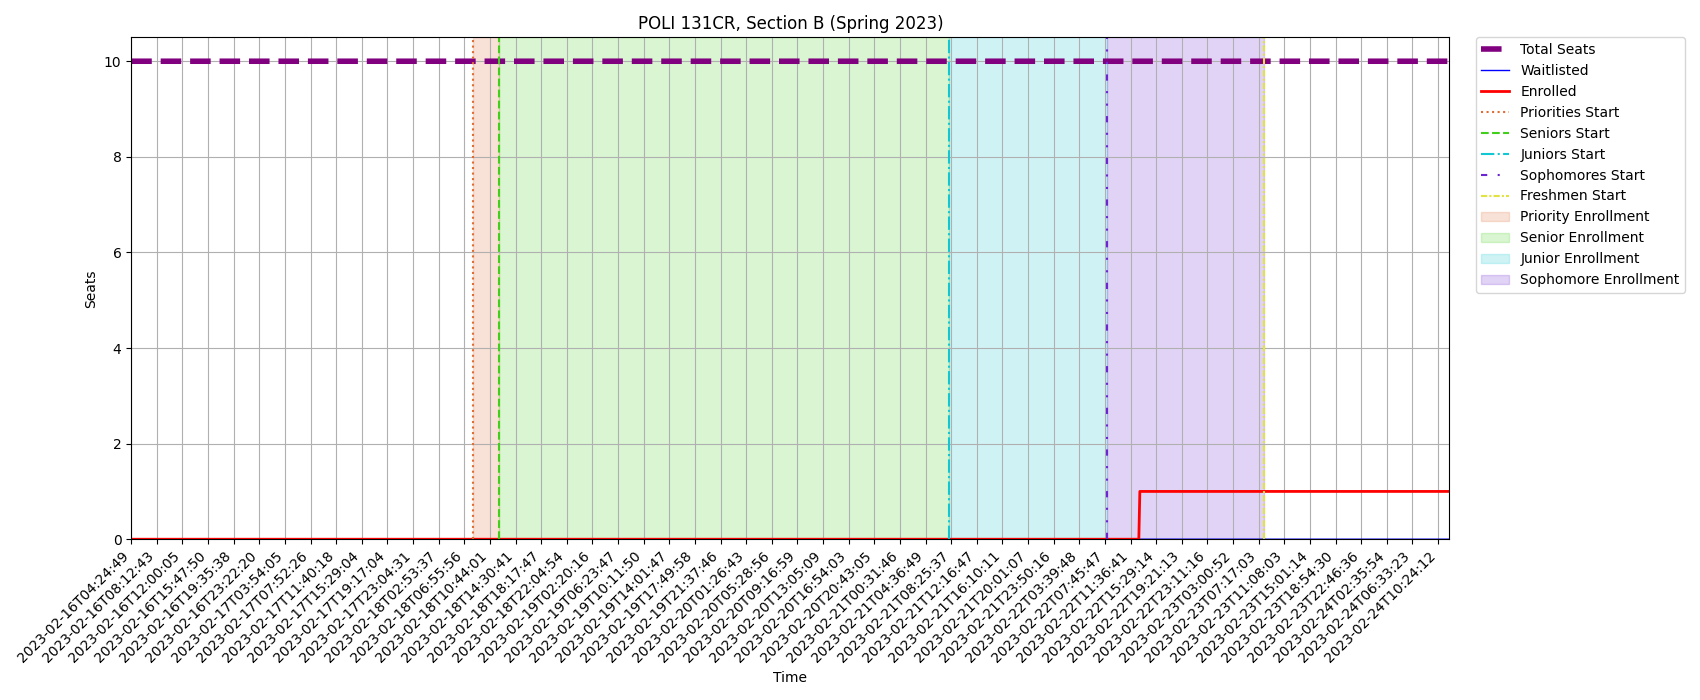 POLI 131CR, Section B (Spring 2023)
Seats
10
8
6
4
2
0
2023-02-16T04:24:49
2023-02-16T08:12:43
2023-02-16T12:00:05
2023-02-16T15:47:50
2023-02-16T19:35:38
2023-02-16T23:22:20
2023-02-17T03:54:05
2023-02-17T07:52:26
2023-02-17T11:40:18
2023-02-17T15:29:04
2023-02-17T19:17:04
2023-02-17T23:04:31
2023-02-18T02:53:37
2023-02-18T06:55:56
2023-02-18T10:44:01
2023-02-18T14:30:41
2023-02-18T18:17:47
2023-02-18T22:04:54
2023-02-19T02:20:16
2023-02-19T06:23:47
2023-02-19T10:11:50
2023-02-19T14:01:47
2023-02-19T17:49:58
2023-02-19T21:37:46
2023-02-20T01:26:43
2023-02-20T05:28:56
2023-02-20T09:16:59
2023-02-20T13:05:09
2023-02-20T16:54:03
2023-02-20T20:43:05
2023-02-21T00:31:46
2023-02-21T04:36:49
2023-02-21T08:25:37
2023-02-21T12:16:47
2023-02-21T16:10:11
2023-02-21T20:01:07
2023-02-21T23:50:16
2023-02-22T03:39:48
2023-02-22T07:45:47
2023-02-22T11:36:41
2023-02-22T15:29:14
2023-02-22T19:21:13
2023-02-22T23:11:16
2023-02-23T03:00:52
2023-02-23T07:17:03
2023-02-23T11:08:03
2023-02-23T15:01:14
2023-02-23T18:54:30
2023-02-23T22:46:36
2023-02-24T02:35:54
2023-02-24T06:33:23
2023-02-24T10:24:12
Time
Total Seats
Waitlisted
Enrolled
Priorities Start
Seniors Start
Juniors Start
Sophomores Start
Freshmen Start
Priority Enrollment
Senior Enrollment
Junior Enrollment
Sophomore Enrollment